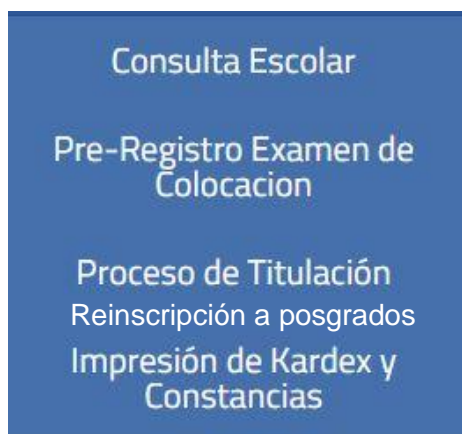 Consulta Escolar
Pre-Registro Examen de
Colocacion
Proceso de Titulación
Reinscripción a posgrados
Impresión de Kardex y
Constancias